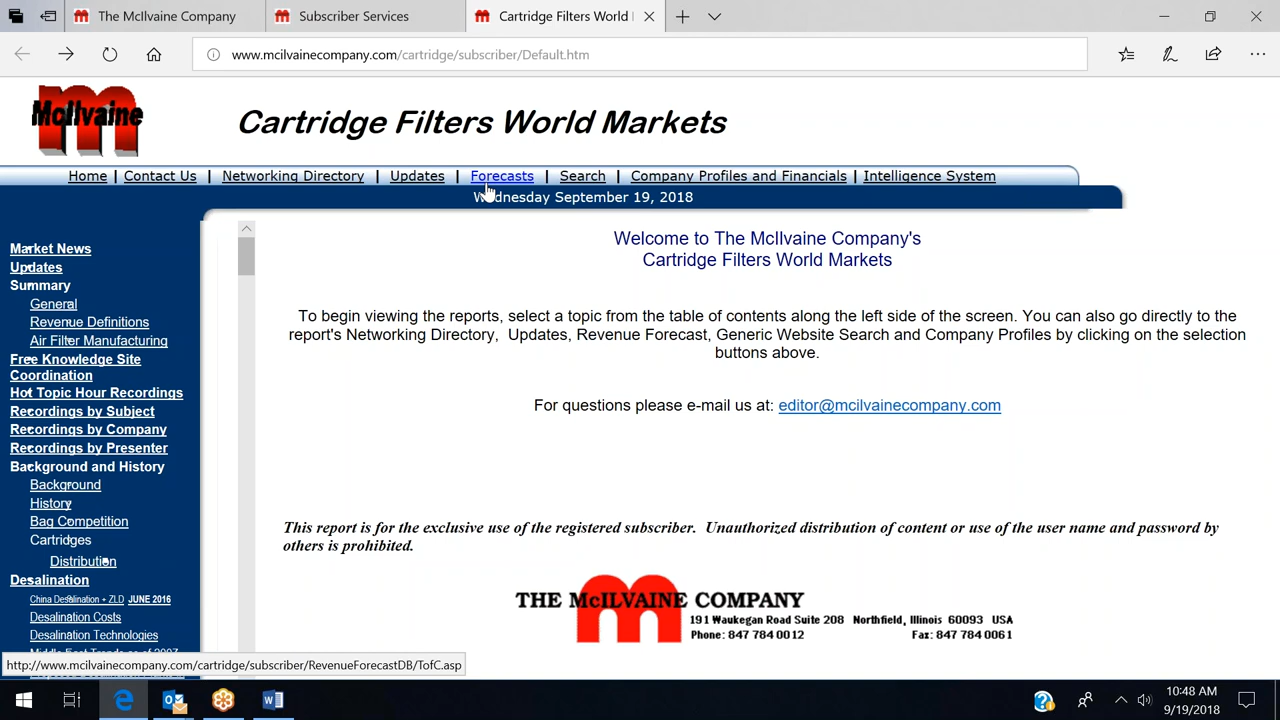 The McIlvaine Company
Subscriber Services
Cartridge Filters World
www.mcilvainecompany.com/cartridge/subscriber/Default.htm
McIlvaine
Cartridge Filters World Markets
Home | Contact Us | Networking Directory | Updates | Forecasts | Search | Company Profiles and Financials | Intelligence System
Wednesday September 19, 2018
Market News
Updates
Summary
General
Revenue Definitions
Air Filter Manufacturing
Free Knowledge Site
Coordination
Hot Topic Hour Recordings
Recordings by Subject
Recordings by Company
Recordings by Presenter
Background and History
Background
History
Bag Competition
Cartridges
Distribution
Desalination
China Desalination + ZLD JUNE 2016
Desalination Costs
Desalination Technologies
Middle East Trends as of 2007
Welcome to The McIlvaine Company's
Cartridge Filters World Markets
To begin viewing the reports, select a topic from the table of contents along the left side of the screen. You can also go directly to the
report's Networking Directory, Updates, Revenue Forecast, Generic Website Search and Company Profiles by clicking on the selection
buttons above.
For questions please e-mail us at: editor@mcilvainecompany.com
This report is for the exclusive use of the registered subscriber. Unauthorized distribution of content or use of the user name and password by
others is prohibited.
THE McILVAINE COMPANY
191 Waukegan Road Suite 208 Northfield, Illinois 60093 USA
Phone: 847 784 0012 Fax: 847 784 0061
http://www.mcilvainecompany.com/cartridge/subscriber/RevenueForecastDB/TofC.asp
10:48 AM
9/19/2018